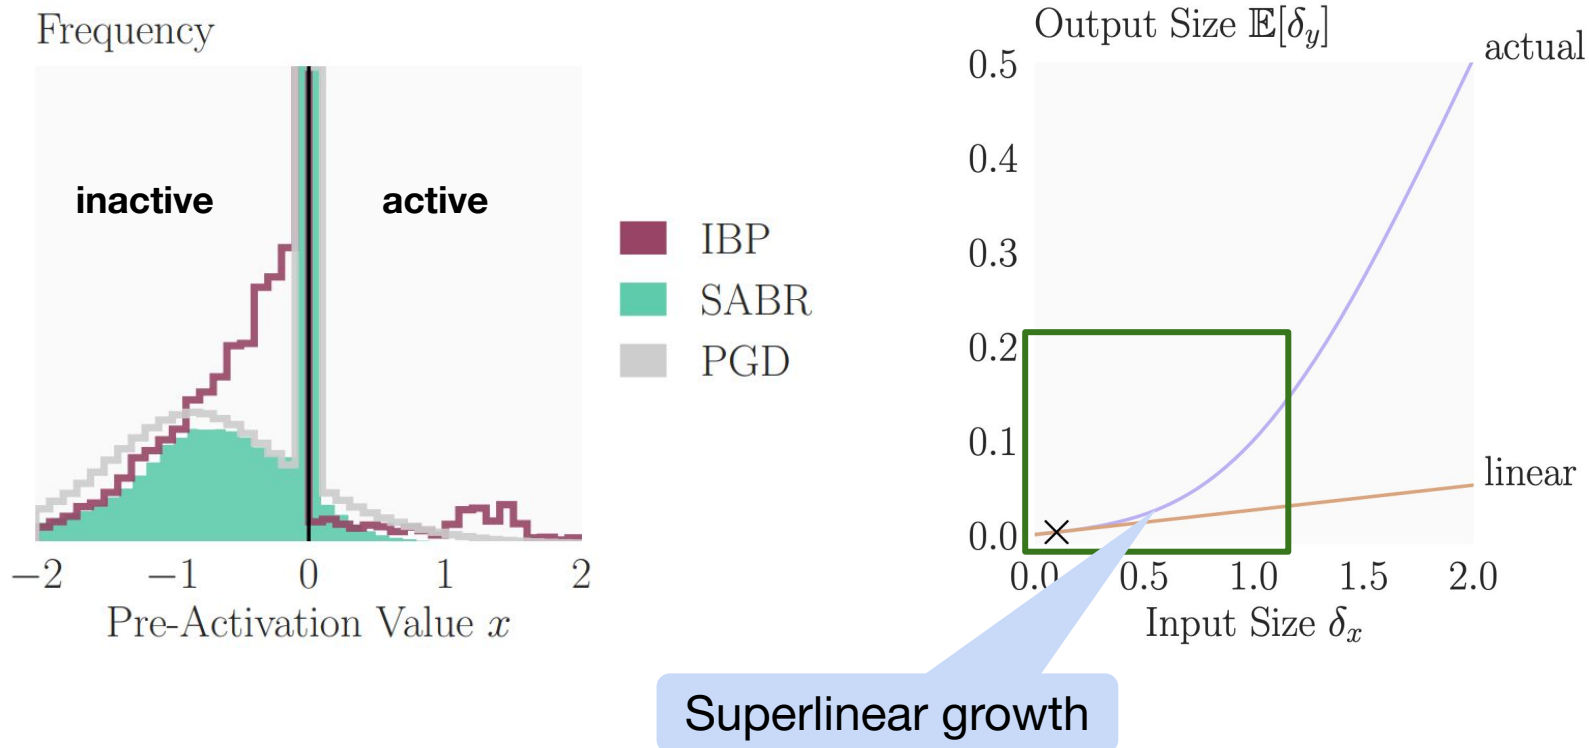 Frequency
inactive
active
−2 −1 0 1 2
Pre-Activation Value x
IBP
SABR
PGD
Output Size 𝔼[δ_y]
actual
0.5
0.4
0.3
0.2
0.1
0.0
linear
0.0 0.5 1.0 1.5 2.0
Input Size δ_x
Superlinear growth